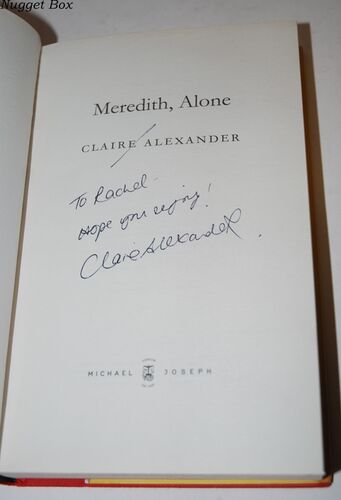 Nugget Box
Meredith, Alone
CLAIRE ALEXANDER
To Rachel -
Hope you enjoy!
Claire Alexander.
MICHAEL JOSEPH